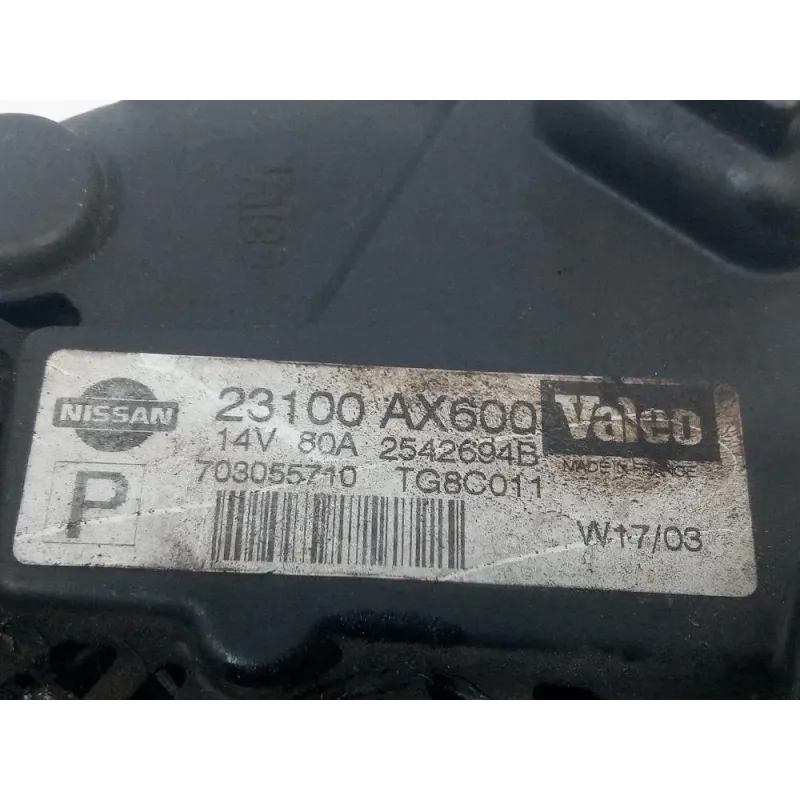 NISSAN
23100 AX600
Valeo
14V 80A 2542694B
MADE IN FRANCE
703055710 TG8C011
P
W17/03